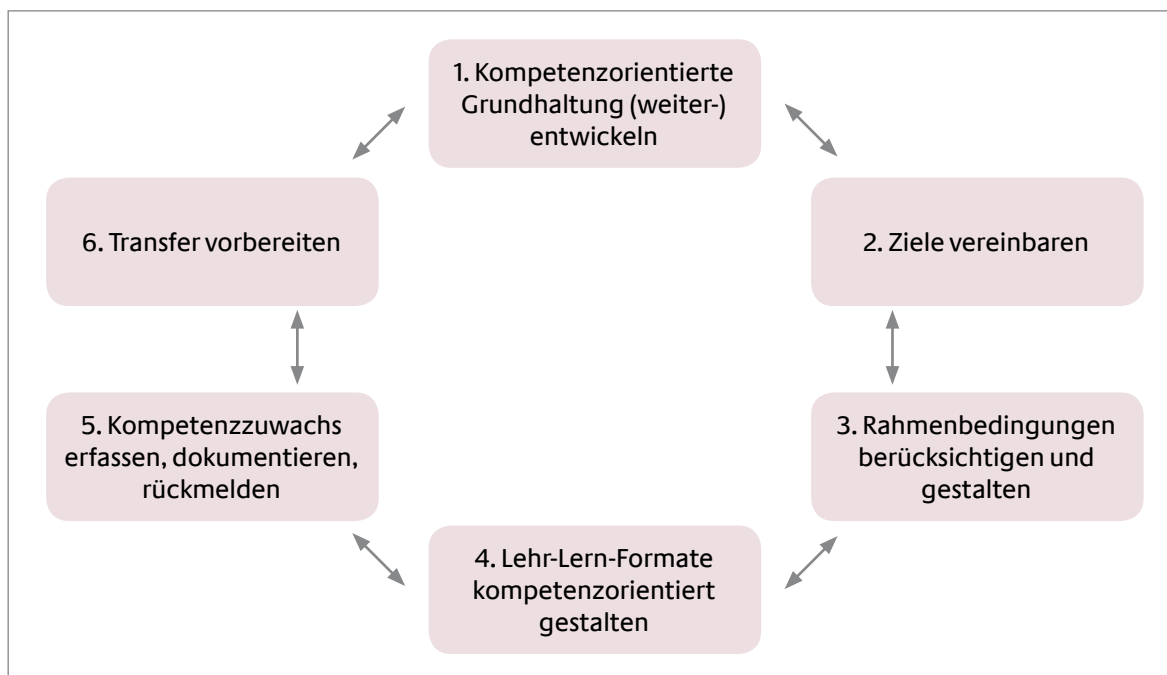 1. Kompetenzorientierte
Grundhaltung (weiter-)
entwickeln
2. Ziele vereinbaren
3. Rahmenbedingungen
berücksichtigen und
gestalten
4. Lehr-Lern-Formate
kompetenzorientiert
gestalten
5. Kompetenzzuwachs
erfassen, dokumentieren,
rückmelden
6. Transfer vorbereiten